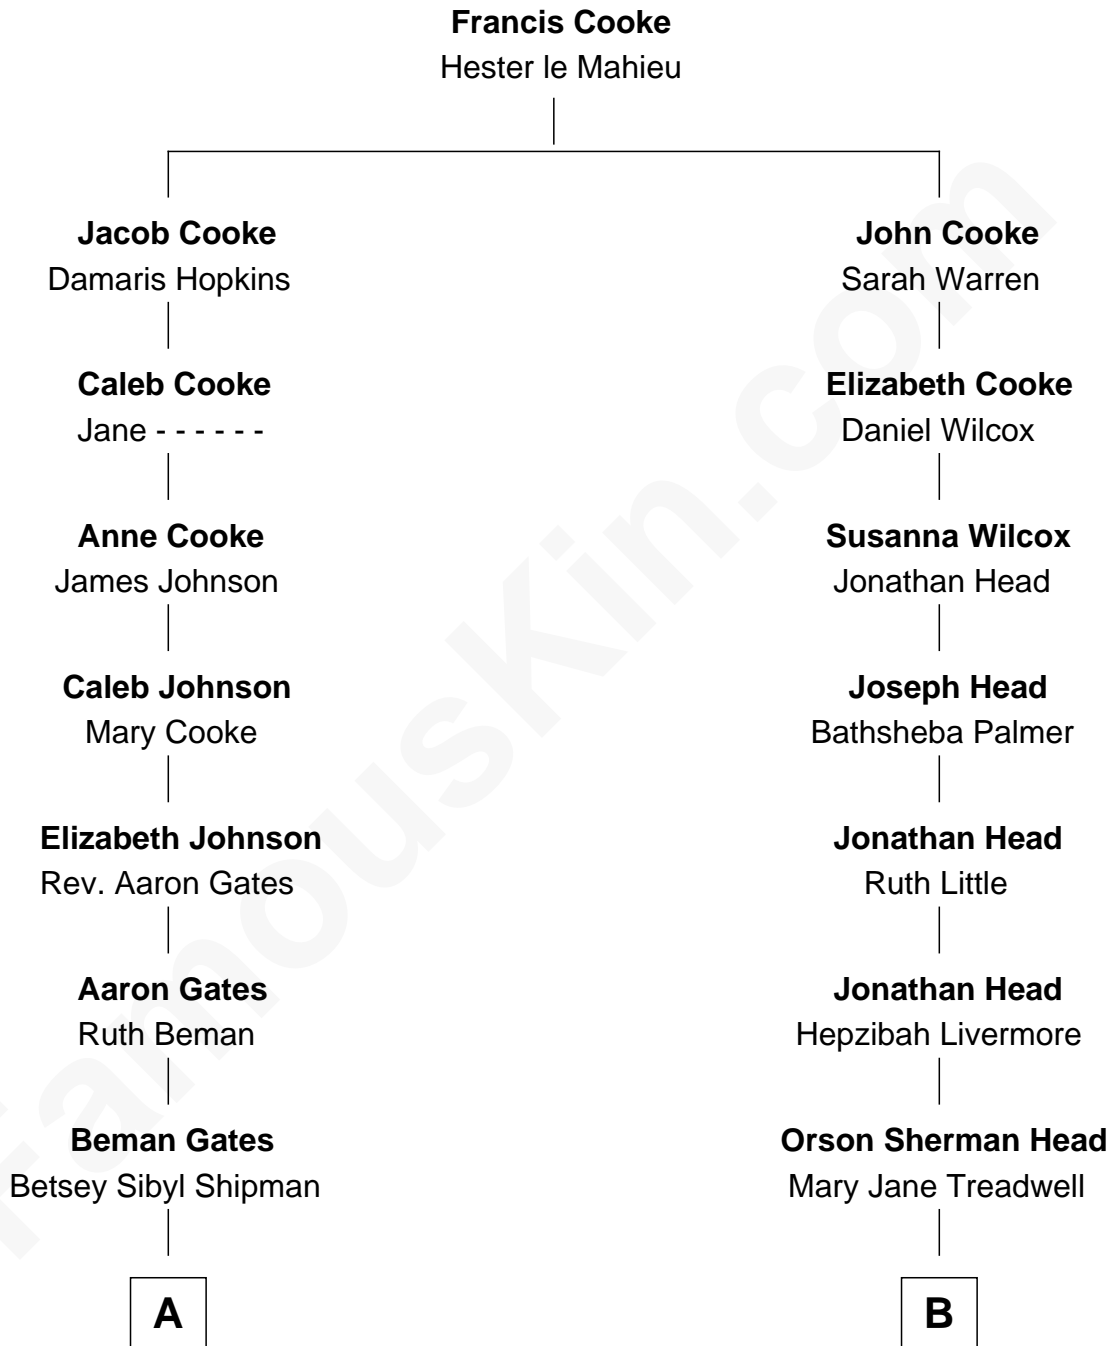 Francis Cooke
Hester le Mahieu
Jacob Cooke
Damaris Hopkins
John Cooke
Sarah Warren
Caleb Cooke
Jane - - - - - -
Elizabeth Cooke
Daniel Wilcox
Anne Cooke
James Johnson
Susanna Wilcox
Jonathan Head
Caleb Johnson
Mary Cooke
Joseph Head
Bathsheba Palmer
Elizabeth Johnson
Rev. Aaron Gates
Jonathan Head
Ruth Little
Aaron Gates
Ruth Beman
Jonathan Head
Hepzibah Livermore
Beman Gates
Betsey Sibyl Shipman
Orson Sherman Head
Mary Jane Treadwell
A
B
FamousKin.com